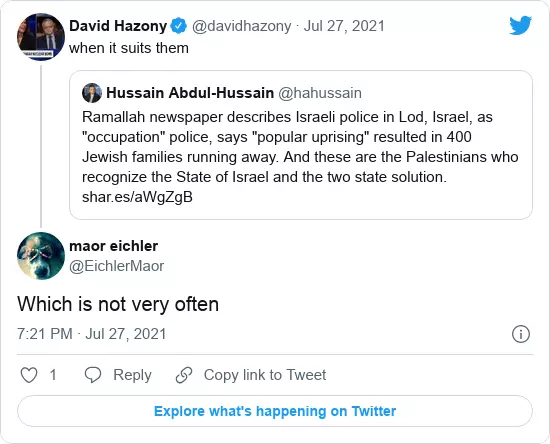 David Hazony @davidhazony · Jul 27, 2021
when it suits them
Hussain Abdul-Hussain @hahussain
Ramallah newspaper describes Israeli police in Lod, Israel, as
"occupation" police, says "popular uprising" resulted in 400
Jewish families running away. And these are the Palestinians who
recognize the State of Israel and the two state solution.
shar.es/aWgZgB
maor eichler
@EichlerMaor
Which is not very often
7:21 PM · Jul 27, 2021
1 Reply Copy link to Tweet
Explore what's happening on Twitter